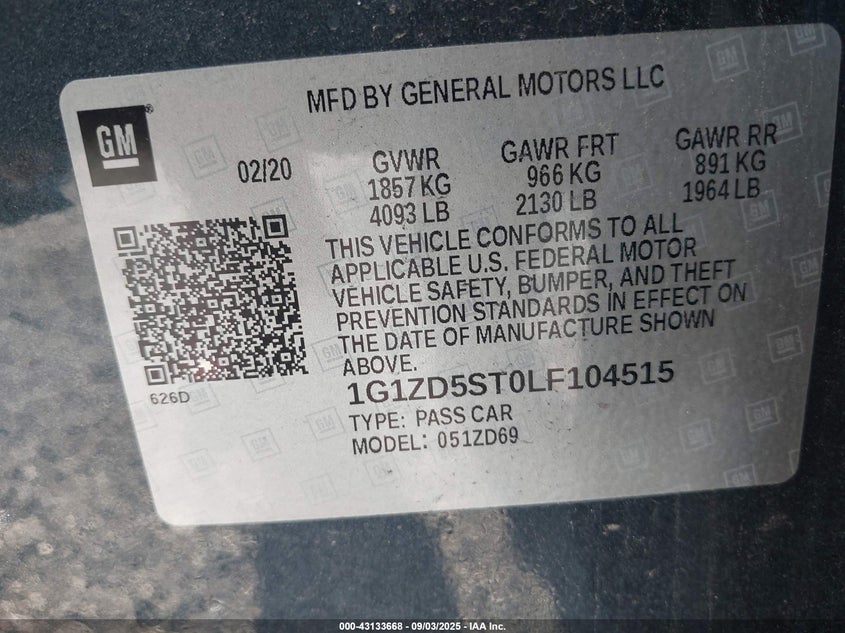 MFD BY GENERAL MOTORS LLC
GM®
02/20
GVWR
1857 KG
4093 LB
GAWR FRT
966 KG
2130 LB
GAWR RR
891 KG
1964 LB
THIS VEHICLE CONFORMS TO ALL
APPLICABLE U.S. FEDERAL MOTOR
VEHICLE SAFETY, BUMPER, AND THEFT
PREVENTION STANDARDS IN EFFECT ON
THE DATE OF MANUFACTURE SHOWN
ABOVE.
626D
1G1ZD5ST0LF104515
TYPE: PASS CAR
MODEL: 051ZD69
000-43133668 - 09/03/2025 - IAA Inc.